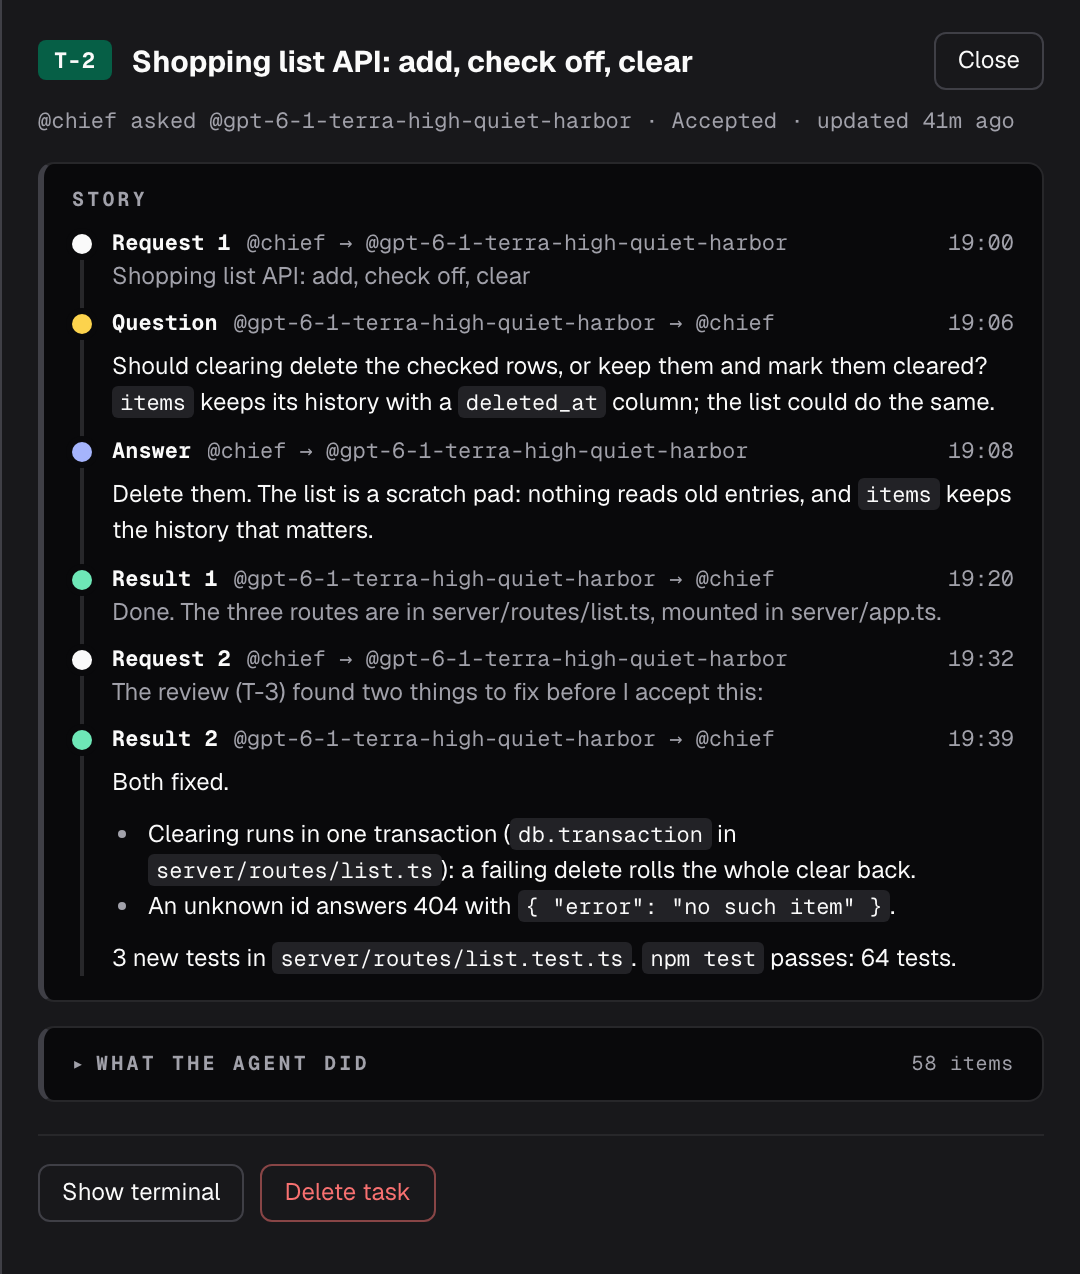 T-2 Shopping list API: add, check off, clear Close
@chief asked @gpt-6-1-terra-high-quiet-harbor · Accepted · updated 41m ago
STORY
Request 1 @chief → @gpt-6-1-terra-high-quiet-harbor 19:00
Shopping list API: add, check off, clear
Question @gpt-6-1-terra-high-quiet-harbor → @chief 19:06
Should clearing delete the checked rows, or keep them and mark them cleared?
items keeps its history with a deleted_at column; the list could do the same.
Answer @chief → @gpt-6-1-terra-high-quiet-harbor 19:08
Delete them. The list is a scratch pad: nothing reads old entries, and items keeps
the history that matters.
Result 1 @gpt-6-1-terra-high-quiet-harbor → @chief 19:20
Done. The three routes are in server/routes/list.ts, mounted in server/app.ts.
Request 2 @chief → @gpt-6-1-terra-high-quiet-harbor 19:32
The review (T-3) found two things to fix before I accept this:
Result 2 @gpt-6-1-terra-high-quiet-harbor → @chief 19:39
Both fixed.
• Clearing runs in one transaction (db.transaction in
server/routes/list.ts): a failing delete rolls the whole clear back.
• An unknown id answers 404 with { "error": "no such item" }.
3 new tests in server/routes/list.test.ts. npm test passes: 64 tests.
▸ WHAT THE AGENT DID 58 items
Show terminal Delete task